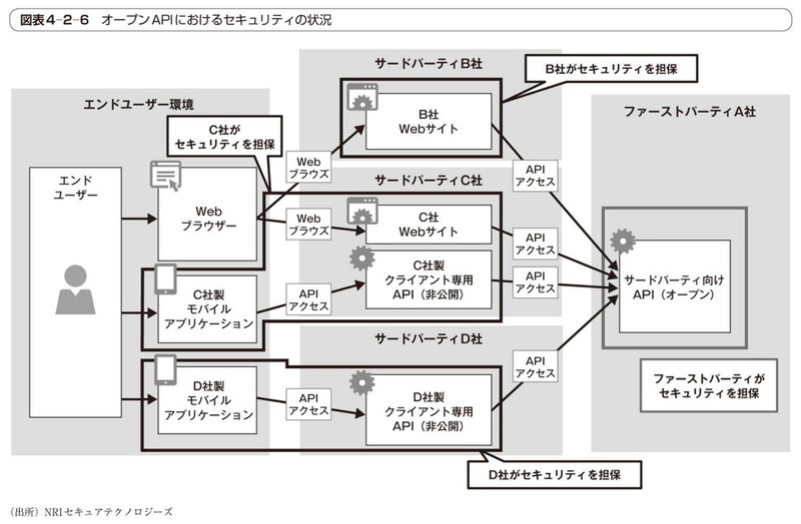 図表4-2-6 オープンAPIにおけるセキュリティの状況
サードパーティB社
B社がセキュリティを担保
エンドユーザー環境
ファーストパーティA社
C社が
セキュリティを担保
B社
Webサイト
Web
ブラウズ
API
アクセス
エンド
ユーザー
サードパーティC社
Web
ブラウザー
Web
ブラウズ
C社
Webサイト
API
アクセス
C社製
モバイル
アプリケーション
API
アクセス
C社製
クライアント専用
API（非公開）
API
アクセス
サードパーティ向け
API（オープン）
サードパーティD社
API
アクセス
ファーストパーティが
セキュリティを担保
D社製
モバイル
アプリケーション
API
アクセス
D社製
クライアント専用
API（非公開）
D社がセキュリティを担保
（出所）NRIセキュアテクノロジーズ